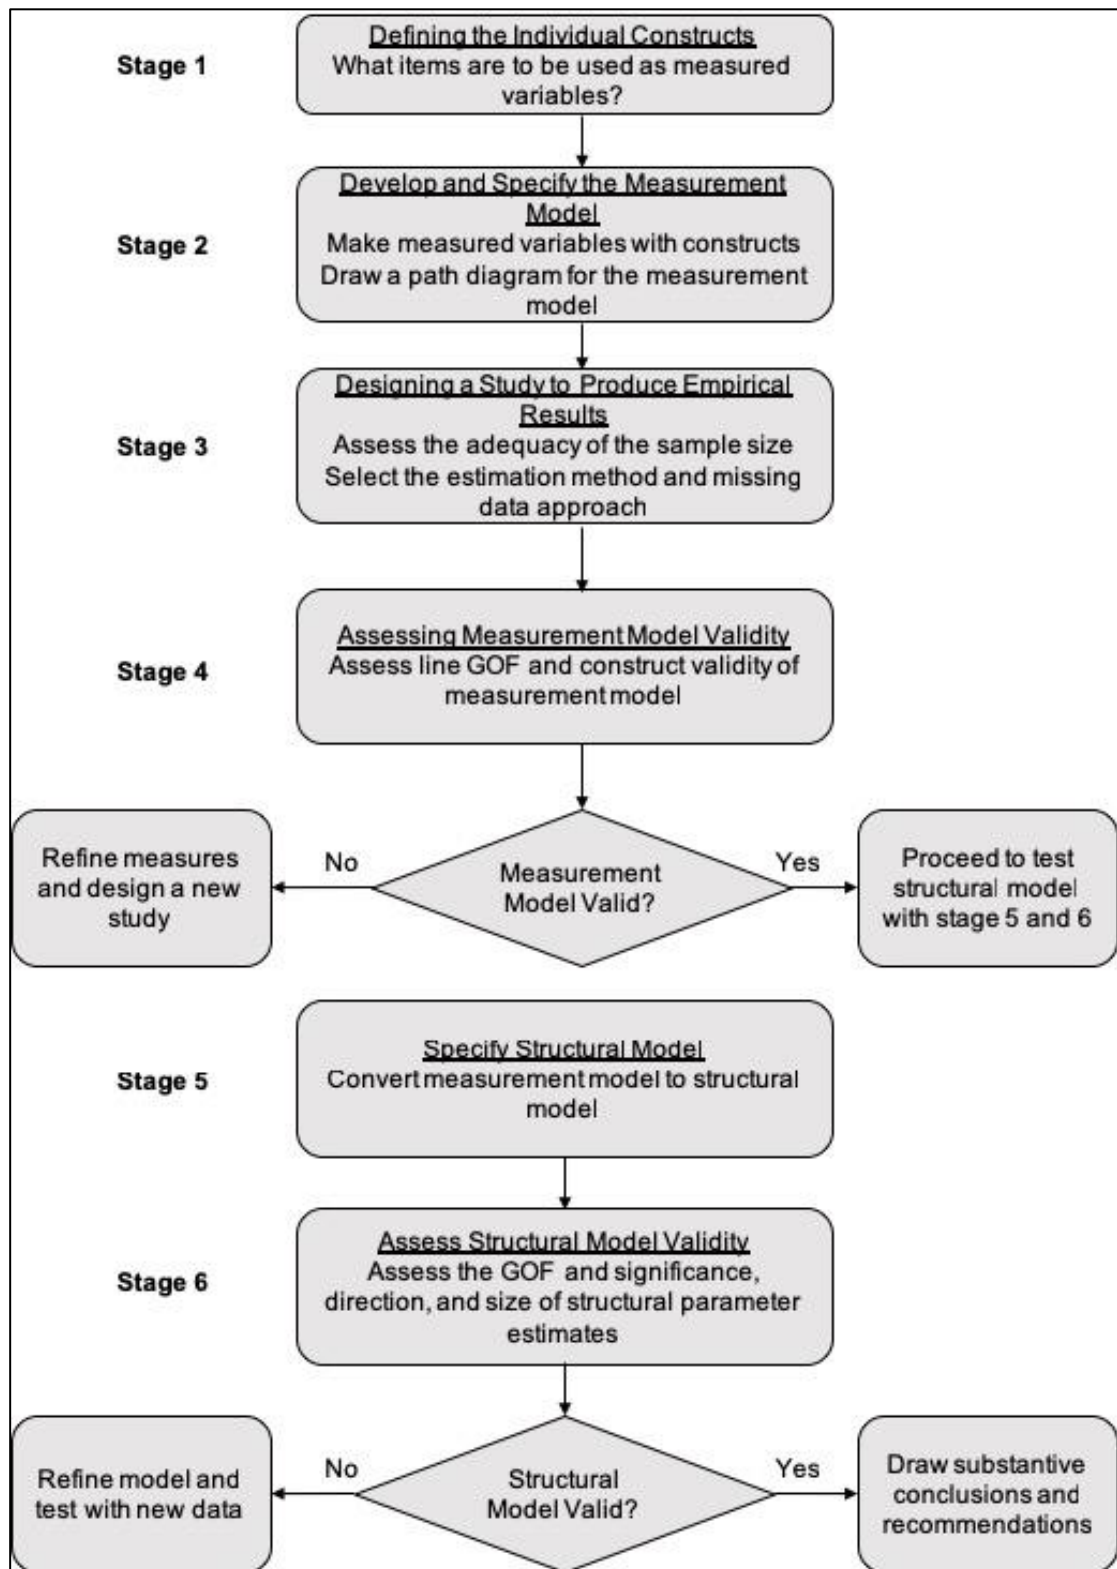 Stage 1
Defining the Individual Constructs
What items are to be used as measured
variables?
Stage 2
Develop and Specify the Measurement
Model
Make measured variables with constructs
Draw a path diagram for the measurement
model
Stage 3
Designing a Study to Produce Empirical
Results
Assess the adequacy of the sample size
Select the estimation method and missing
data approach
Stage 4
Assessing Measurement Model Validity
Assess line GOF and construct validity of
measurement model
Refine measures
and design a new
study
No
Measurement
Model Valid?
Yes
Proceed to test
structural model
with stage 5 and 6
Stage 5
Specify Structural Model
Convert measurement model to structural
model
Stage 6
Assess Structural Model Validity
Assess the GOF and significance,
direction, and size of structural parameter
estimates
Refine model and
test with new data
No
Structural
Model Valid?
Yes
Draw substantive
conclusions and
recommendations